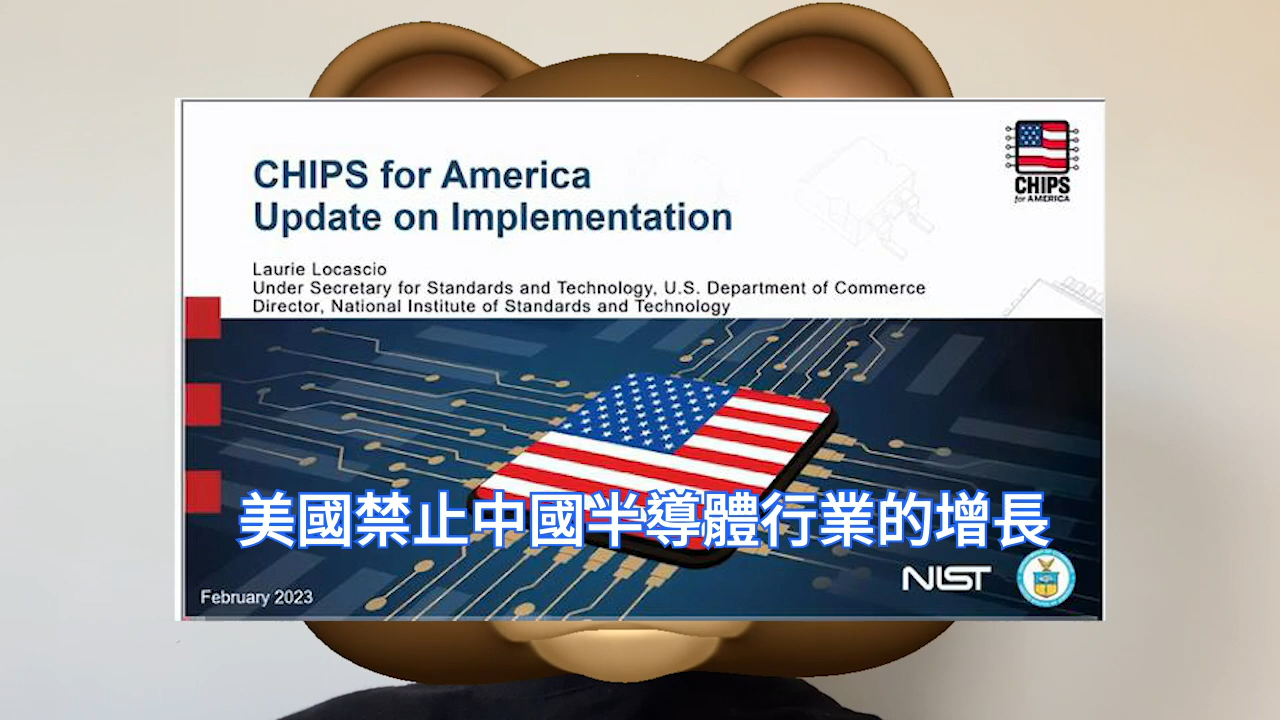 CHIPS for America
Update on Implementation
CHIPS
for AMERICA
Laurie Locascio
Under Secretary for Standards and Technology, U.S. Department of Commerce
Director, National Institute of Standards and Technology
美國禁止中國半導體行業的增長
NIST
February 2023